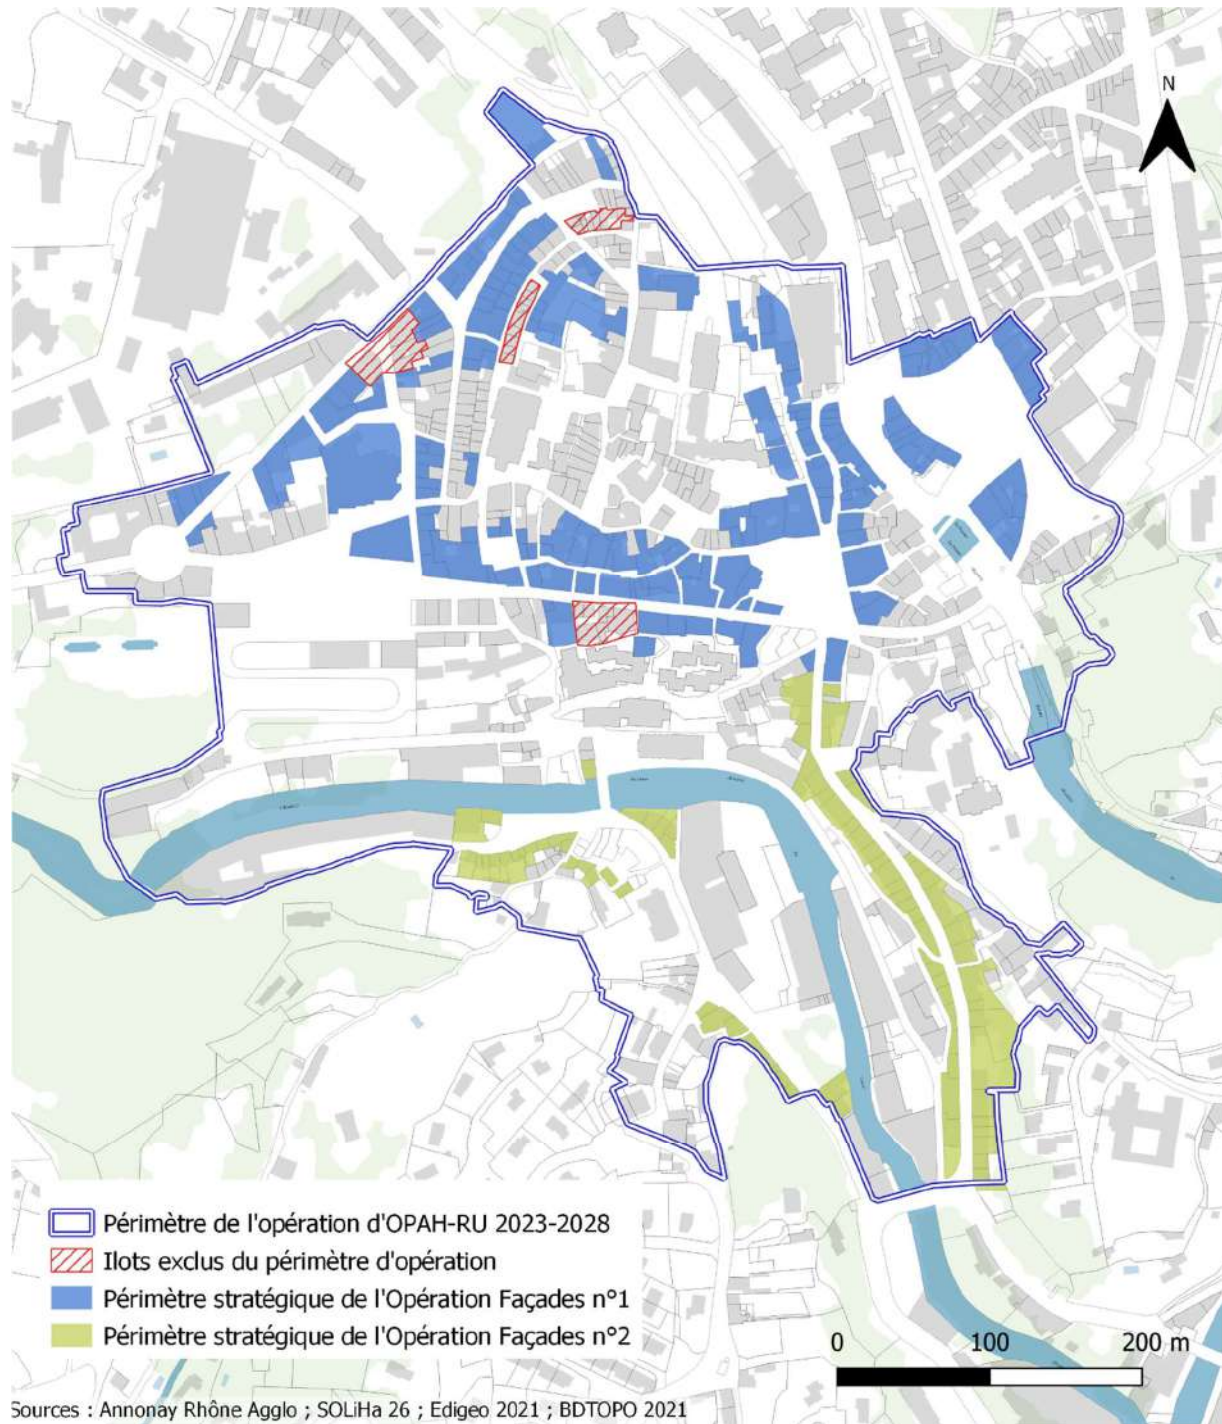 N
Périmètre de l'opération d'OPAH-RU 2023-2028
Ilots exclus du périmètre d'opération
Périmètre stratégique de l'Opération Façades n°1
Périmètre stratégique de l'Opération Façades n°2
0 100 200 m
Sources : Annonay Rhône Agglo ; SOLiHa 26 ; Edigeo 2021 ; BDTOPO 2021